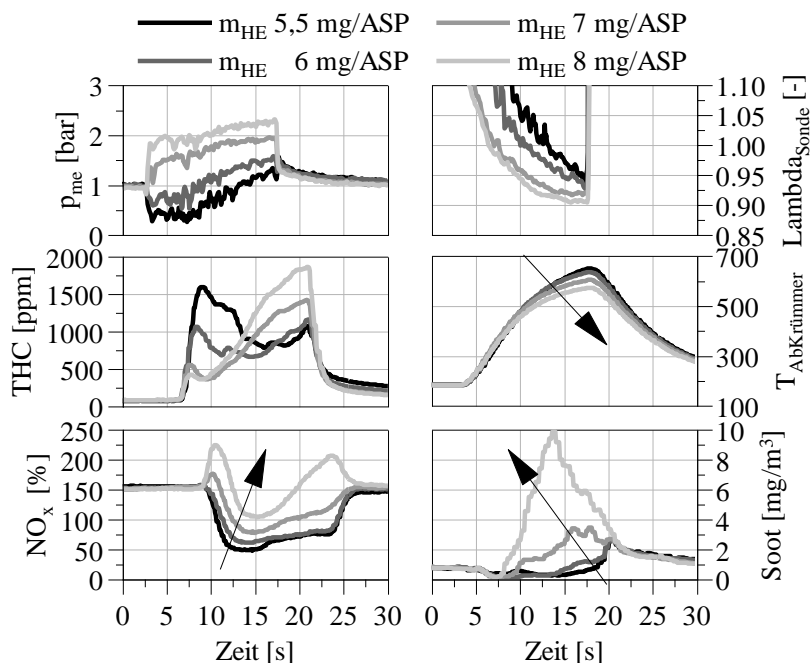 m_HE 5,5 mg/ASP
m_HE 7 mg/ASP
m_HE 6 mg/ASP
m_HE 8 mg/ASP
p_me [bar]
3
2
1
0
1.10
1.05
1.00
0.95
0.90
0.85
Lambda_Sonde [-]
THC [ppm]
2000
1500
1000
500
0
700
500
300
100
T_AbKrümmer
NO_x [%]
250
200
150
100
50
0
10
8
6
4
2
0
Soot [mg/m³]
0 5 10 15 20 25 30
0 5 10 15 20 25 30
Zeit [s]
Zeit [s]